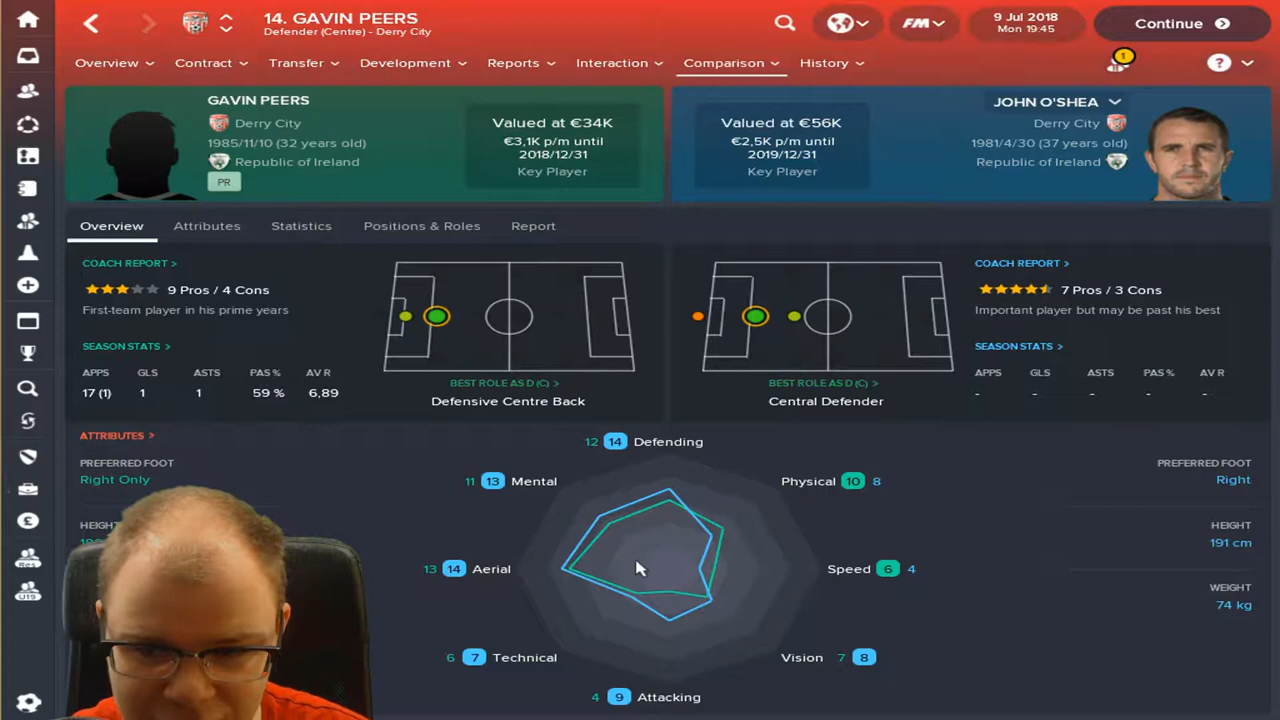 14. GAVIN PEERS
Defender (Centre) - Derry City
FM
9 Jul 2018
Mon 19:45
Continue
Overview
Contract
Transfer
Development
Reports
Interaction
Comparison
History
1
?
GAVIN PEERS
Derry City
1985/11/10 (32 years old)
Republic of Ireland
PR
Valued at €34K
€3,1K p/m until
2018/12/31
Key Player
Valued at €56K
€2,5K p/m until
2019/12/31
Key Player
JOHN O'SHEA
Derry City
1981/4/30 (37 years old)
Republic of Ireland
Overview
Attributes
Statistics
Positions & Roles
Report
COACH REPORT >
9 Pros / 4 Cons
First-team player in his prime years
SEASON STATS >
APPS GLS ASTS PAS % AV R
17 (1) 1 1 59 % 6,89
BEST ROLE AS D (C) >
Defensive Centre Back
BEST ROLE AS D (C) >
Central Defender
COACH REPORT >
7 Pros / 3 Cons
Important player but may be past his best
SEASON STATS >
APPS GLS ASTS PAS % AV R
- - - -.-- 
ATTRIBUTES >
PREFERRED FOOT
Right Only
12 14 Defending
11 13 Mental
Physical 10 8
13 14 Aerial
Speed 6 4
6 7 Technical
Vision 7 8
4 9 Attacking
PREFERRED FOOT
Right
HEIGHT
191 cm
WEIGHT
74 kg
Res
U19